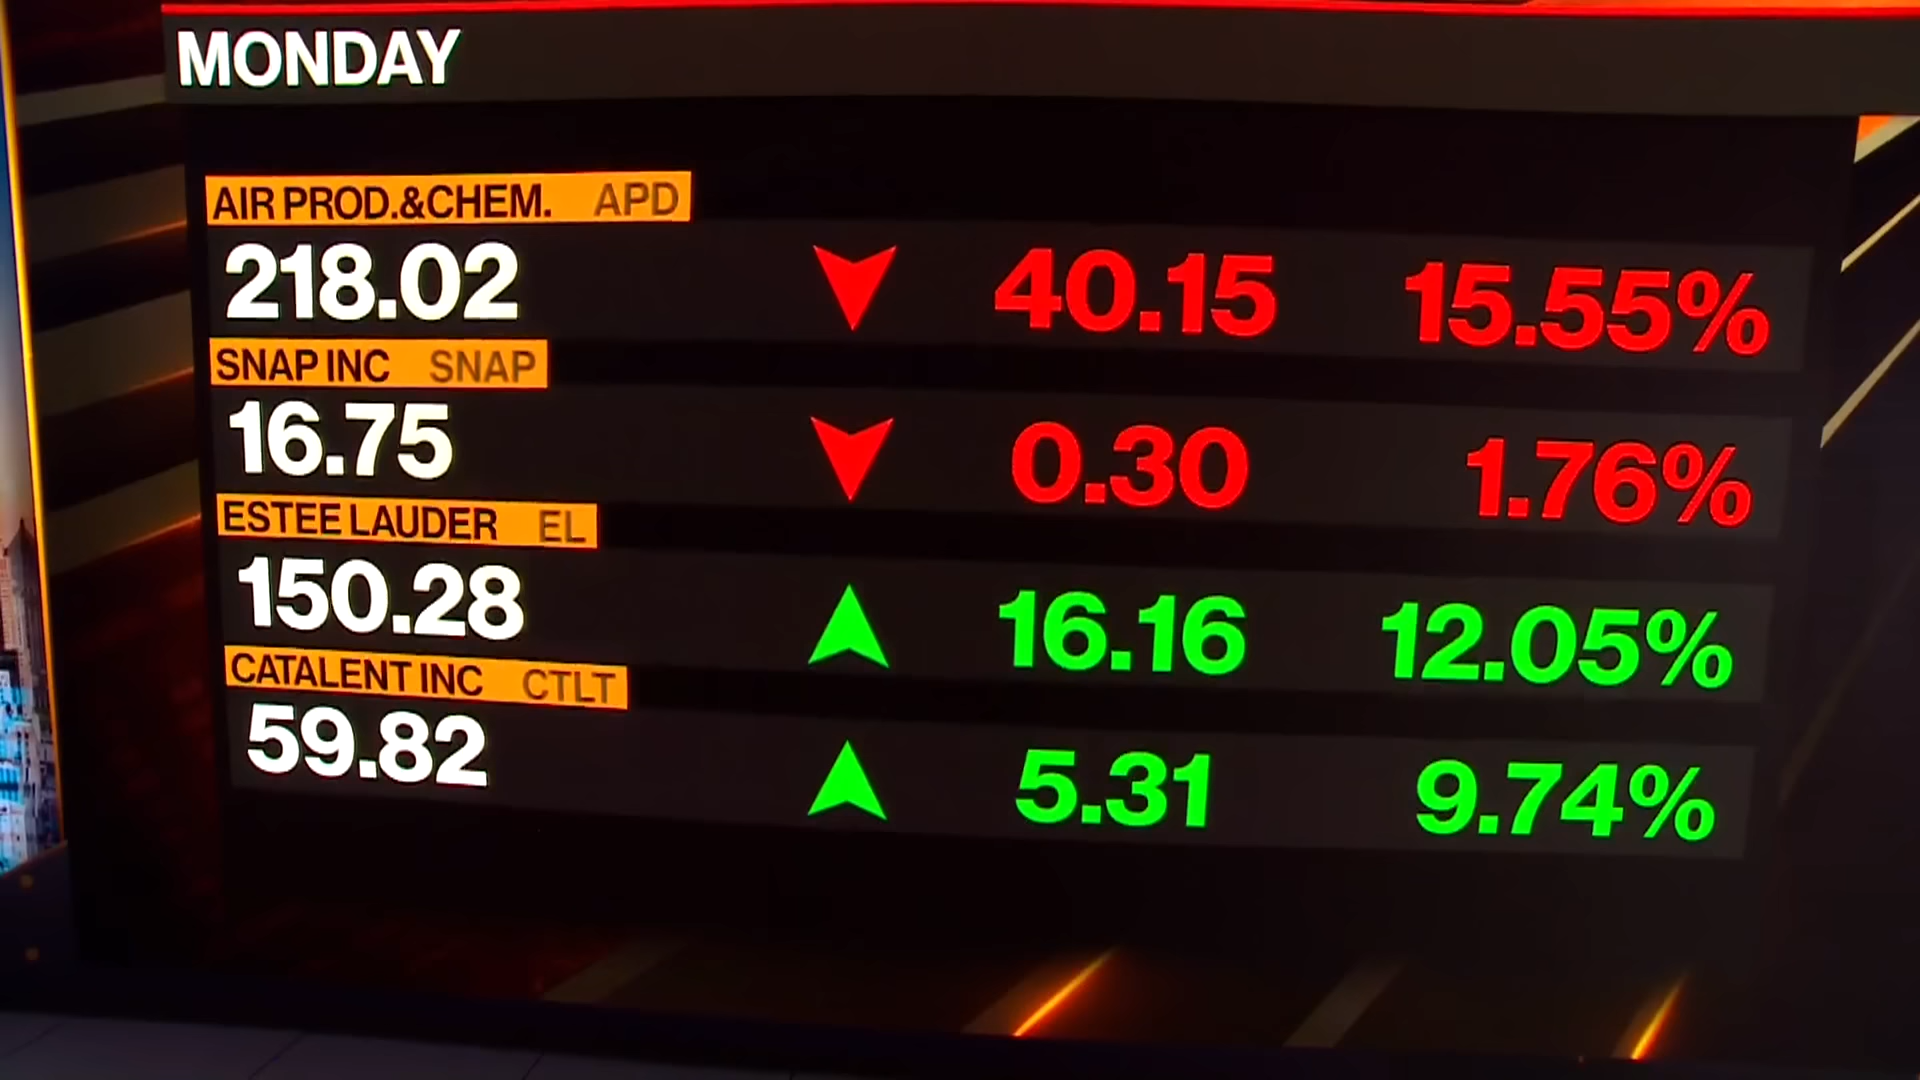 MONDAY
AIR PROD.&CHEM. APD
218.02 40.15 15.55%
SNAP INC SNAP
16.75 0.30 1.76%
ESTEE LAUDER EL
150.28 16.16 12.05%
CATALENT INC CTLT
59.82 5.31 9.74%